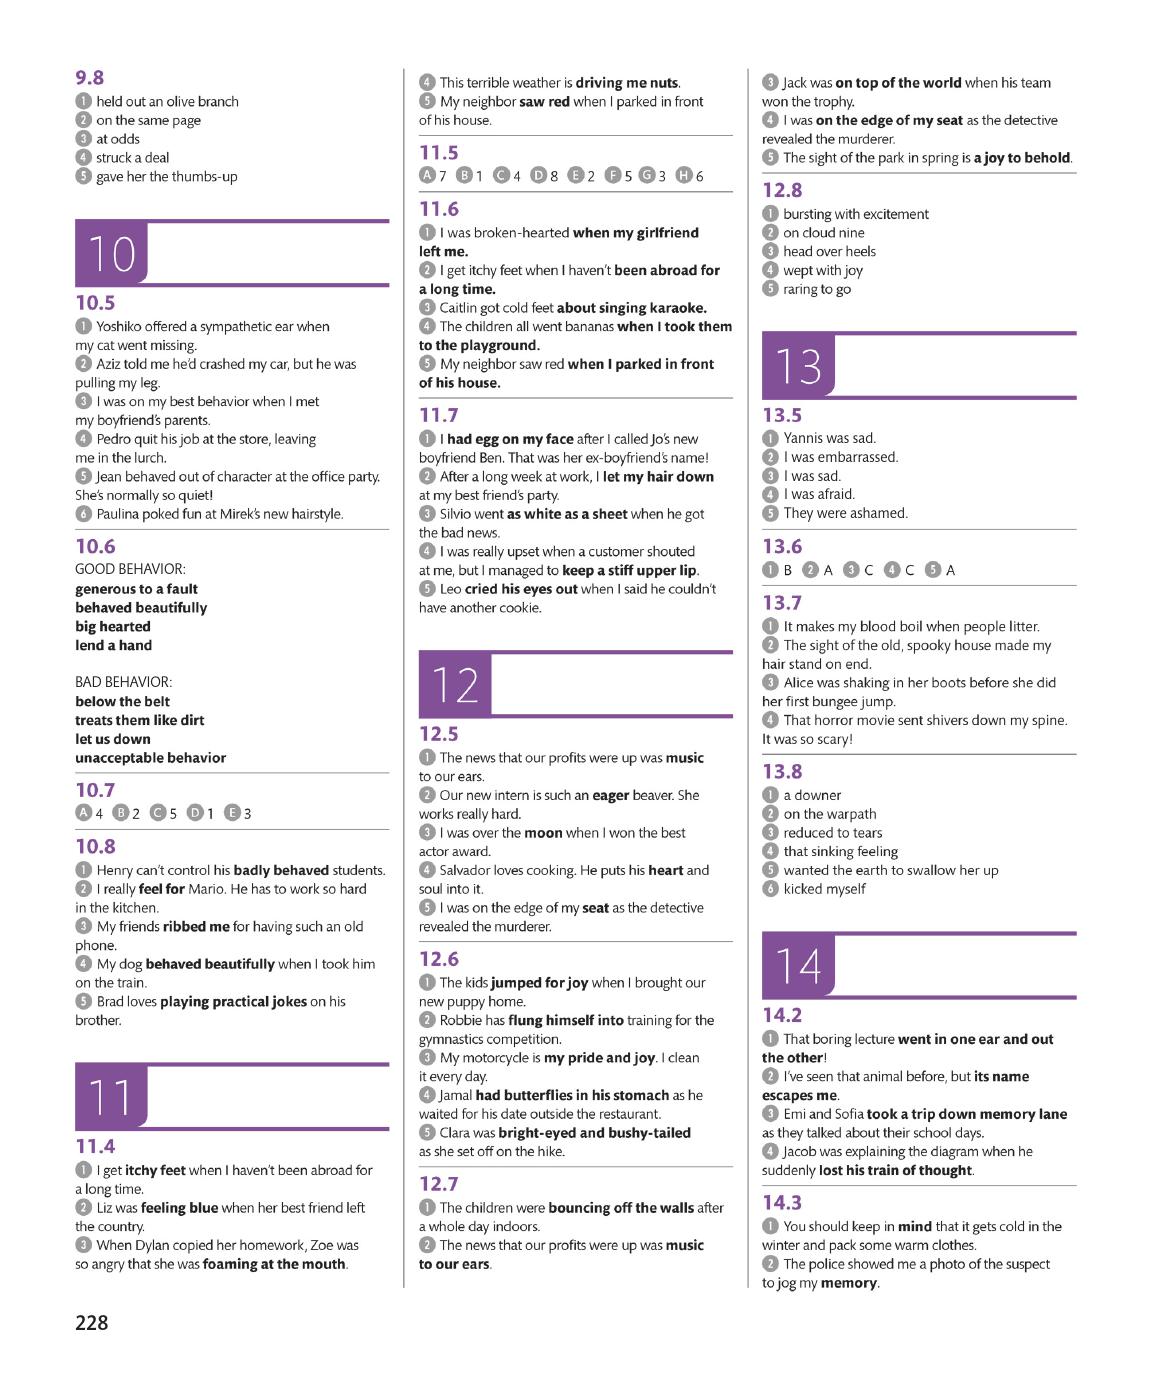 9.8
1 held out an olive branch
2 on the same page
3 at odds
4 struck a deal
5 gave her the thumbs-up
10
10.5
1 Yoshiko offered a sympathetic ear when
my cat went missing.
2 Aziz told me he'd crashed my car, but he was
pulling my leg.
3 I was on my best behavior when I met
my boyfriend's parents.
4 Pedro quit his job at the store, leaving
me in the lurch.
5 Jean behaved out of character at the office party.
She's normally so quiet!
6 Paulina poked fun at Mirek's new hairstyle.
10.6
GOOD BEHAVIOR:
generous to a fault
behaved beautifully
big hearted
lend a hand
BAD BEHAVIOR:
below the belt
treats them like dirt
let us down
unacceptable behavior
10.7
A 4 B 2 C 5 D 1 E 3
10.8
1 Henry can't control his badly behaved students.
2 I really feel for Mario. He has to work so hard
in the kitchen.
3 My friends ribbed me for having such an old
phone.
4 My dog behaved beautifully when I took him
on the train.
5 Brad loves playing practical jokes on his
brother.
11
11.4
1 I get itchy feet when I haven't been abroad for
a long time.
2 Liz was feeling blue when her best friend left
the country.
3 When Dylan copied her homework, Zoe was
so angry that she was foaming at the mouth.
4 This terrible weather is driving me nuts.
5 My neighbor saw red when I parked in front
of his house.
11.5
A 7 B 1 C 4 D 8 E 2 F 5 G 3 H 6
11.6
1 I was broken-hearted when my girlfriend
left me.
2 I get itchy feet when I haven't been abroad for
a long time.
3 Caitlin got cold feet about singing karaoke.
4 The children all went bananas when I took them
to the playground.
5 My neighbor saw red when I parked in front
of his house.
11.7
1 I had egg on my face after I called Jo's new
boyfriend Ben. That was her ex-boyfriend's name!
2 After a long week at work, I let my hair down
at my best friend's party.
3 Silvio went as white as a sheet when he got
the bad news.
4 I was really upset when a customer shouted
at me, but I managed to keep a stiff upper lip.
5 Leo cried his eyes out when I said he couldn't
have another cookie.
12
12.5
1 The news that our profits were up was music
to our ears.
2 Our new intern is such an eager beaver. She
works really hard.
3 I was over the moon when I won the best
actor award.
4 Salvador loves cooking. He puts his heart and
soul into it.
5 I was on the edge of my seat as the detective
revealed the murderer.
12.6
1 The kids jumped for joy when I brought our
new puppy home.
2 Robbie has flung himself into training for the
gymnastics competition.
3 My motorcycle is my pride and joy. I clean
it every day.
4 Jamal had butterflies in his stomach as he
waited for his date outside the restaurant.
5 Clara was bright-eyed and bushy-tailed
as she set off on the hike.
12.7
1 The children were bouncing off the walls after
a whole day indoors.
2 The news that our profits were up was music
to our ears.
3 Jack was on top of the world when his team
won the trophy.
4 I was on the edge of my seat as the detective
revealed the murderer.
5 The sight of the park in spring is a joy to behold.
12.8
1 bursting with excitement
2 on cloud nine
3 head over heels
4 wept with joy
5 raring to go
13
13.5
1 Yannis was sad.
2 I was embarrassed.
3 I was sad.
4 I was afraid.
5 They were ashamed.
13.6
1 B 2 A 3 C 4 C 5 A
13.7
1 It makes my blood boil when people litter.
2 The sight of the old, spooky house made my
hair stand on end.
3 Alice was shaking in her boots before she did
her first bungee jump.
4 That horror movie sent shivers down my spine.
It was so scary!
13.8
1 a downer
2 on the warpath
3 reduced to tears
4 that sinking feeling
5 wanted the earth to swallow her up
6 kicked myself
14
14.2
1 That boring lecture went in one ear and out
the other!
2 I've seen that animal before, but its name
escapes me.
3 Emi and Sofia took a trip down memory lane
as they talked about their school days.
4 Jacob was explaining the diagram when he
suddenly lost his train of thought.
14.3
1 You should keep in mind that it gets cold in the
winter and pack some warm clothes.
2 The police showed me a photo of the suspect
to jog my memory.
228